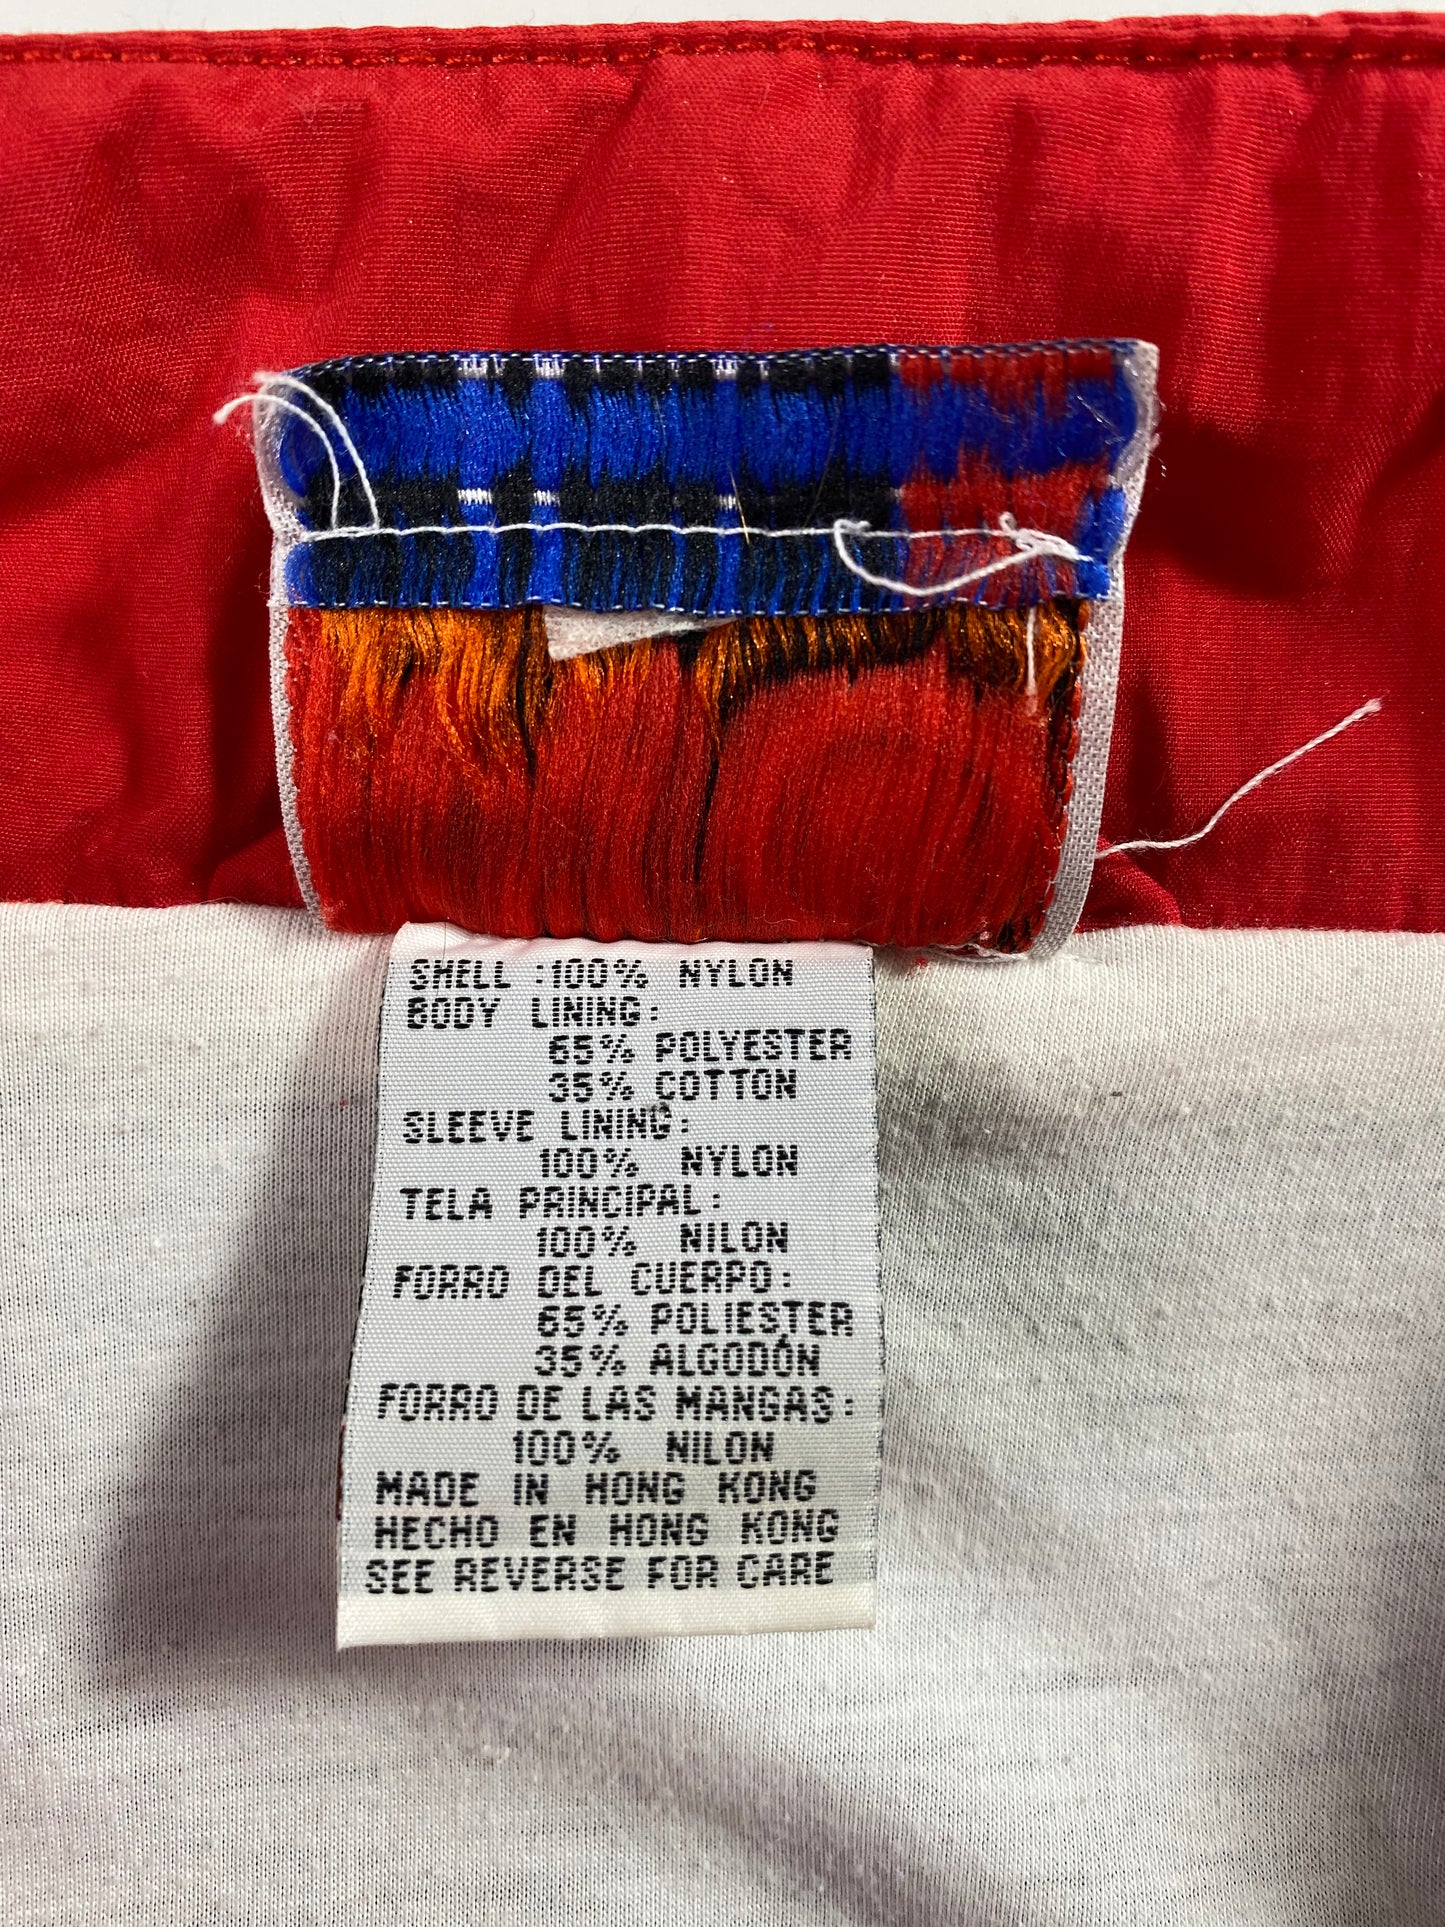 SHELL :100% NYLON
BODY LINING:
65% POLYESTER
35% COTTON
SLEEVE LINING:
100% NYLON
TELA PRINCIPAL:
100% NILON
FORRO DEL CUERPO:
65% POLIESTER
35% ALGODÓN
FORRO DE LAS MANGAS:
100% NILON
MADE IN HONG KONG
HECHO EN HONG KONG
SEE REVERSE FOR CARE